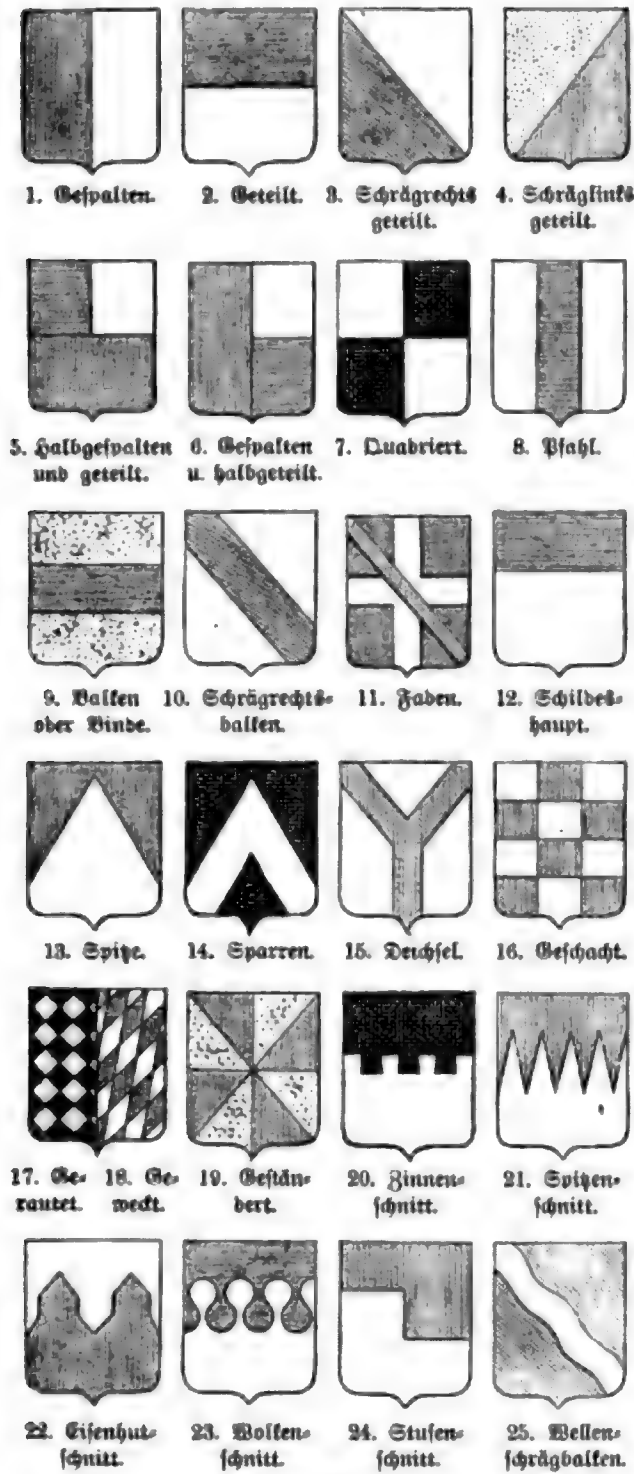 1. Geſpalten.
2. Geteilt.
3. Schrägrechts
geteilt.
4. Schräglinks
geteilt.
5. Halbgeſpalten
und geteilt.
6. Geſpalten
u. halbgeteilt.
7. Quadriert.
8. Pfahl.
9. Balken
oder Binde.
10. Schrägrechts-
balken.
11. Faden.
12. Schildes-
haupt.
13. Spitze.
14. Sparren.
15. Deichſel.
16. Geſchacht.
17. Ge-
rautet.
18. Ge-
weckt.
19. Geſtän-
dert.
20. Zinnen-
ſchnitt.
21. Spitzen-
ſchnitt.
22. Eiſenhut-
ſchnitt.
23. Wolken-
ſchnitt.
24. Stufen-
ſchnitt.
25. Wellen-
ſchrägbalken.